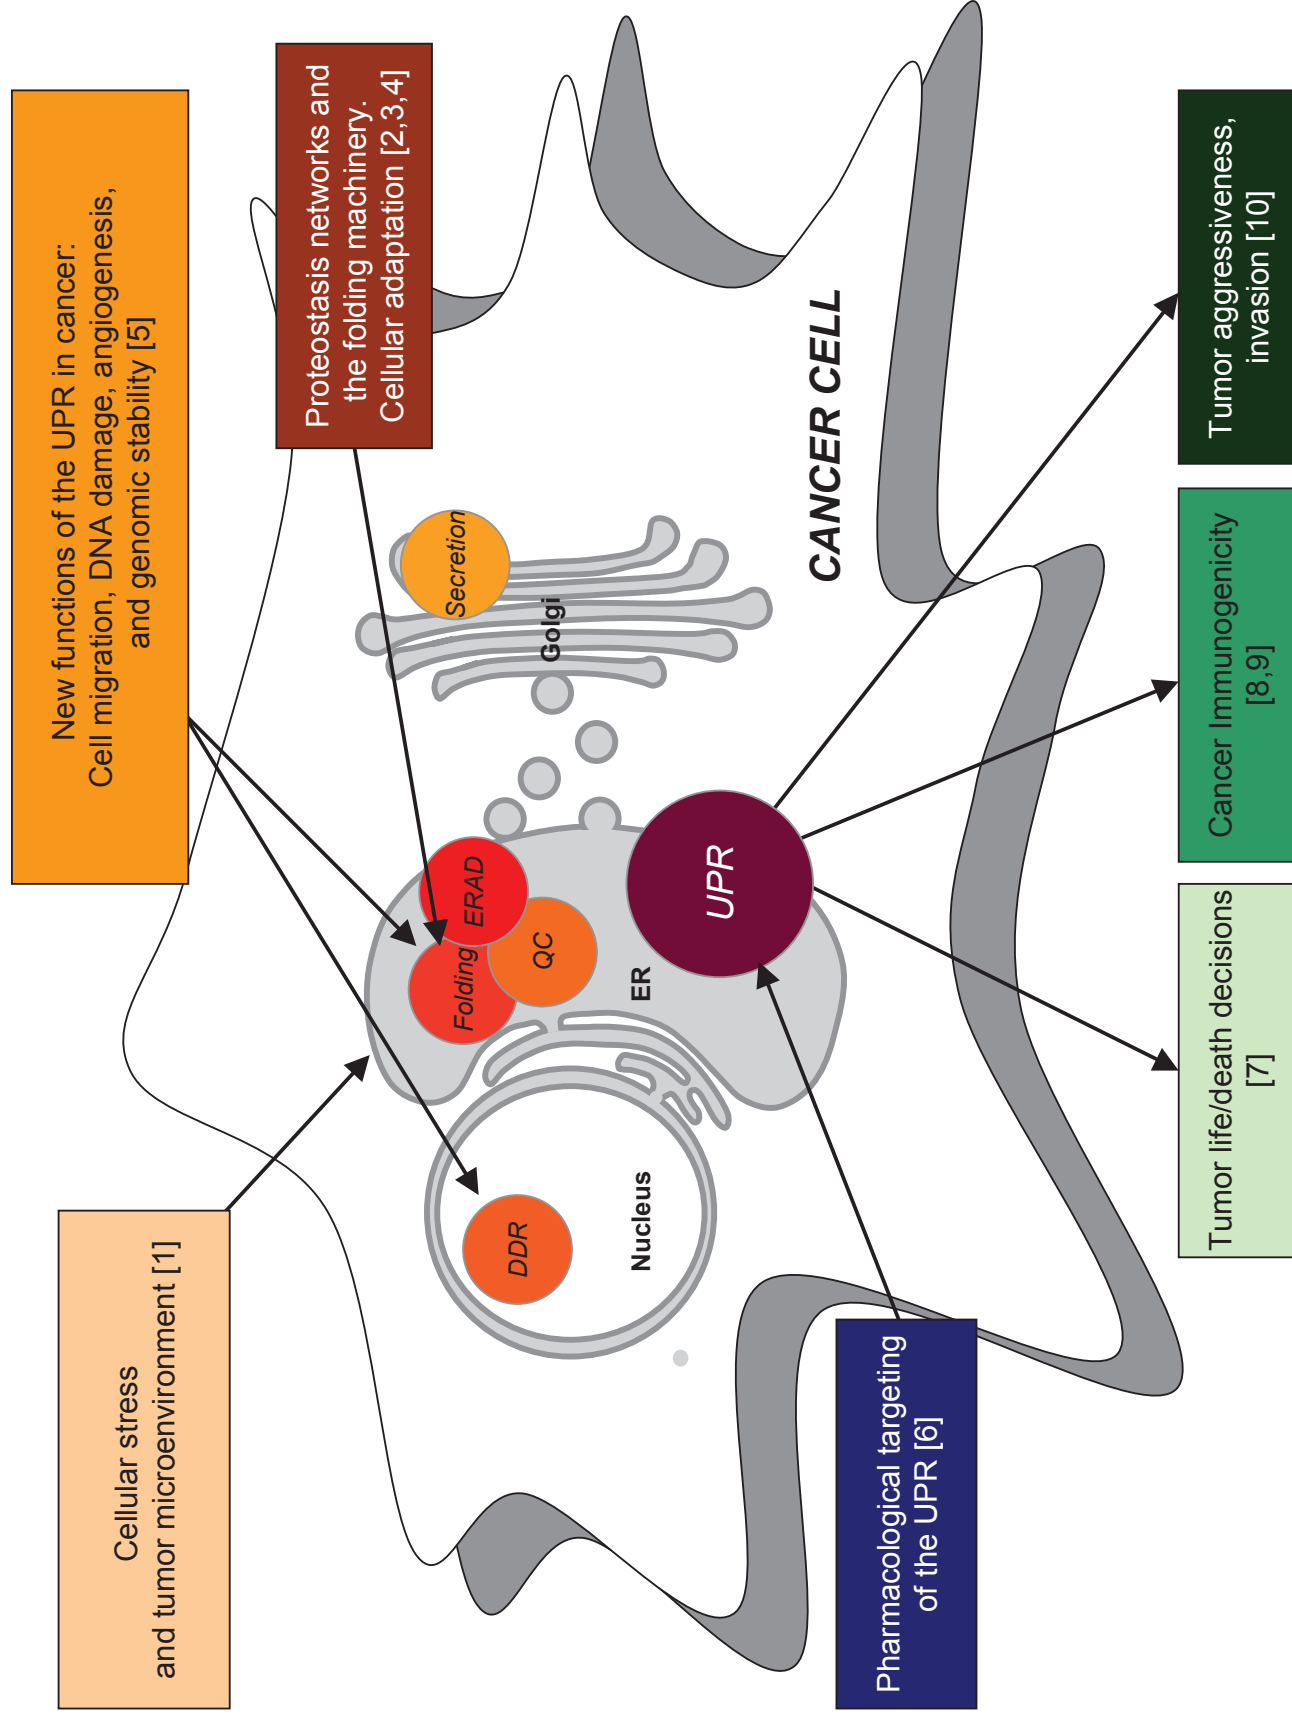 Cellular stress
and tumor microenvironment [1]
New functions of the UPR in cancer:
Cell migration, DNA damage, angiogenesis,
and genomic stability [5]
Proteostasis networks and
the folding machinery.
Cellular adaptation [2,3,4]
Secretion
Golgi
ERAD
Folding
QC
ER
DDR
Nucleus
UPR
CANCER CELL
Pharmacological targeting
of the UPR [6]
Tumor life/death decisions
[7]
Cancer Immunogenicity
[8,9]
Tumor aggressiveness,
invasion [10]